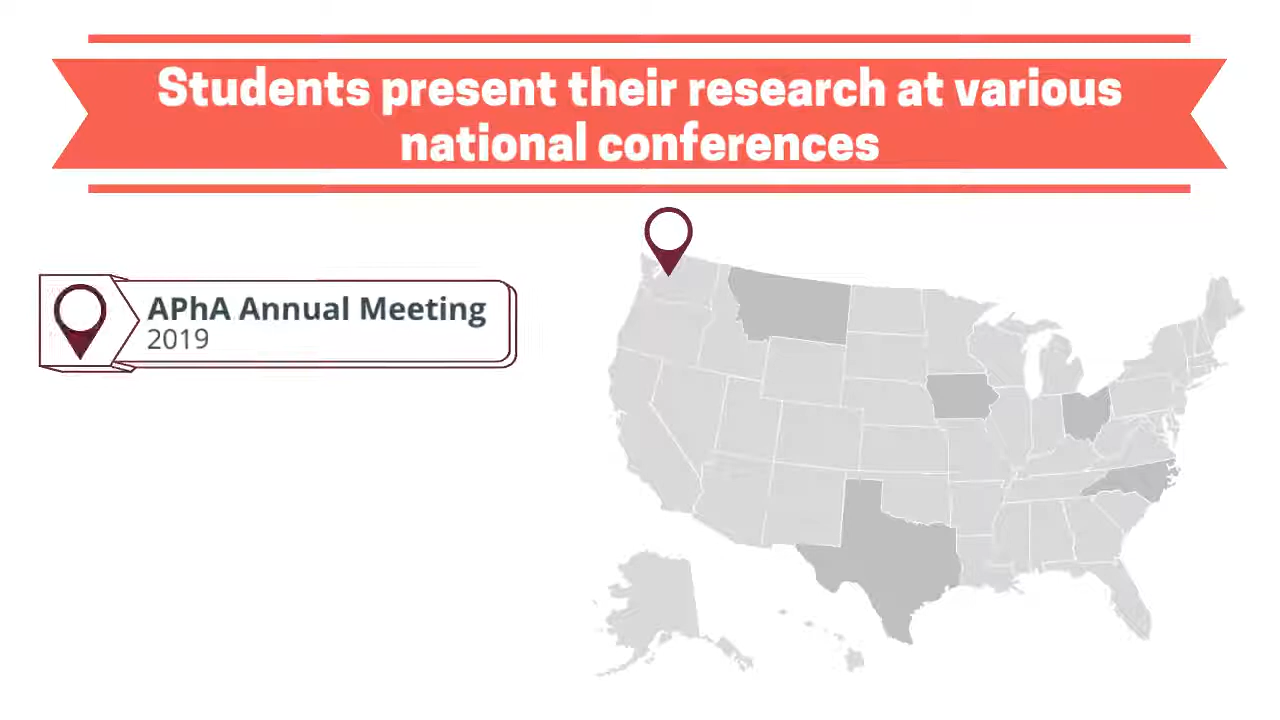 Students present their research at various
national conferences
APhA Annual Meeting
2019